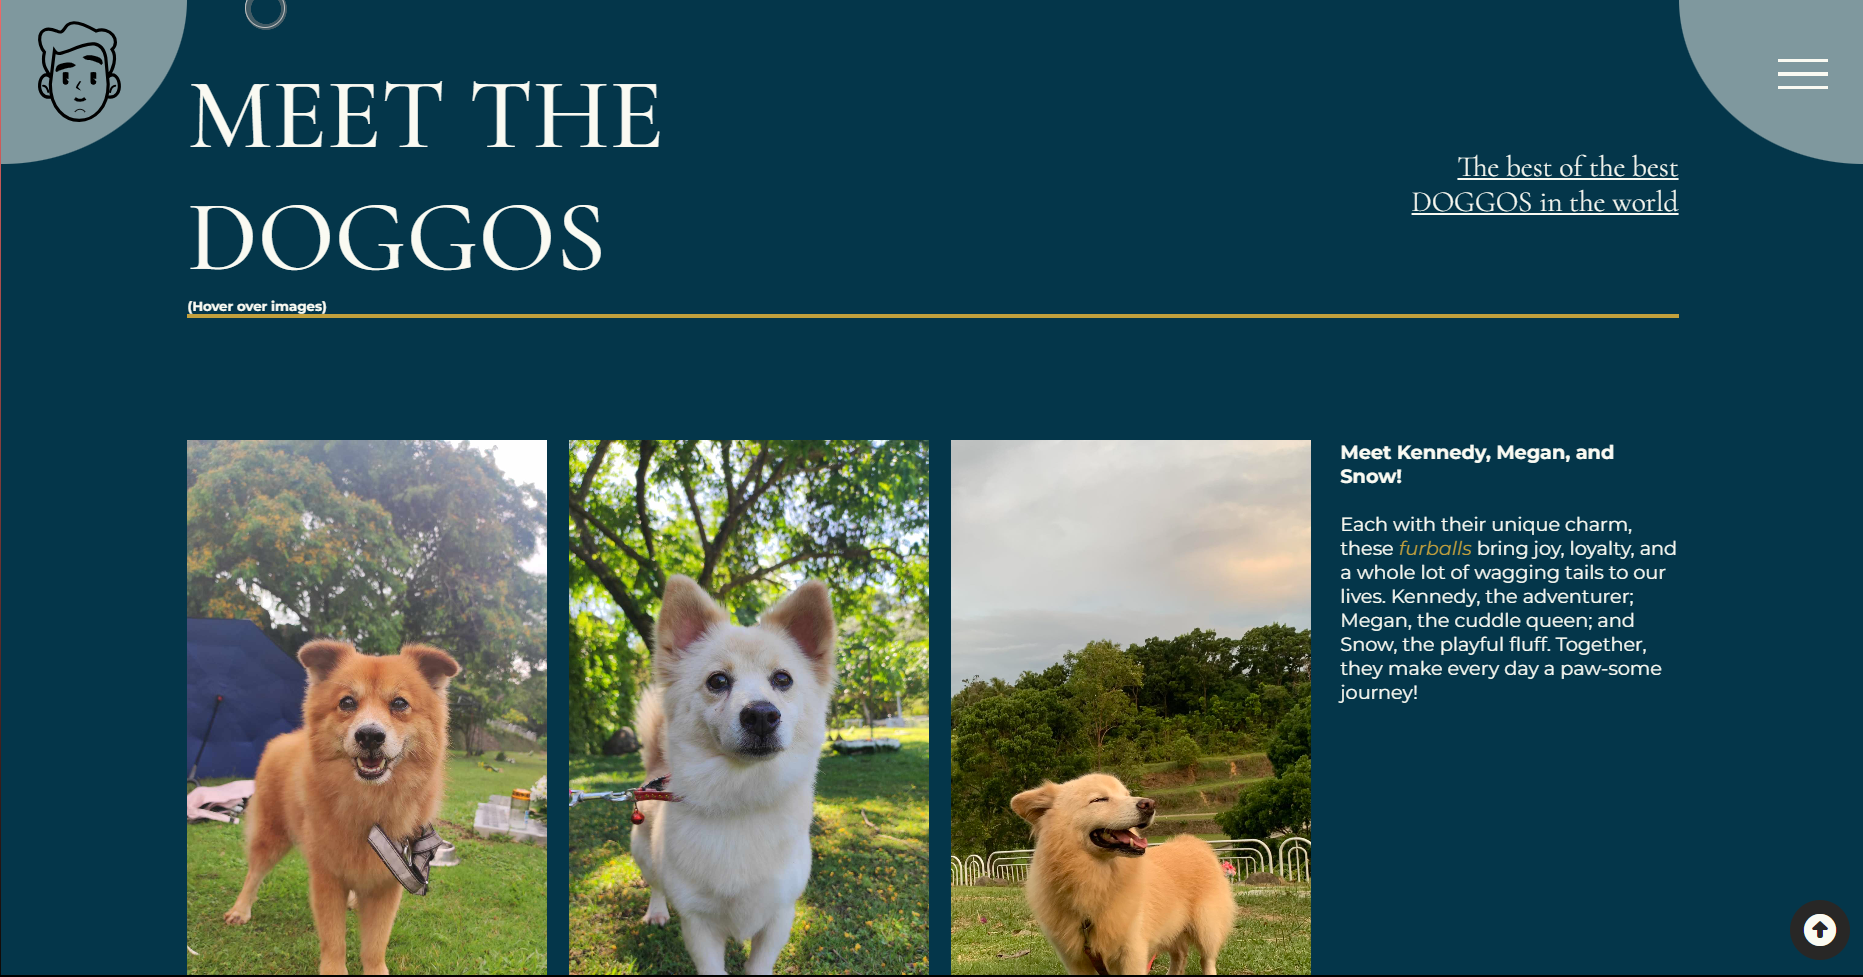 MEET THE
DOGGOS
The best of the best
DOGGOS in the world
(Hover over images)
Meet Kennedy, Megan, and
Snow!
Each with their unique charm,
these furballs bring joy, loyalty, and
a whole lot of wagging tails to our
lives. Kennedy, the adventurer;
Megan, the cuddle queen; and
Snow, the playful fluff. Together,
they make every day a paw-some
journey!